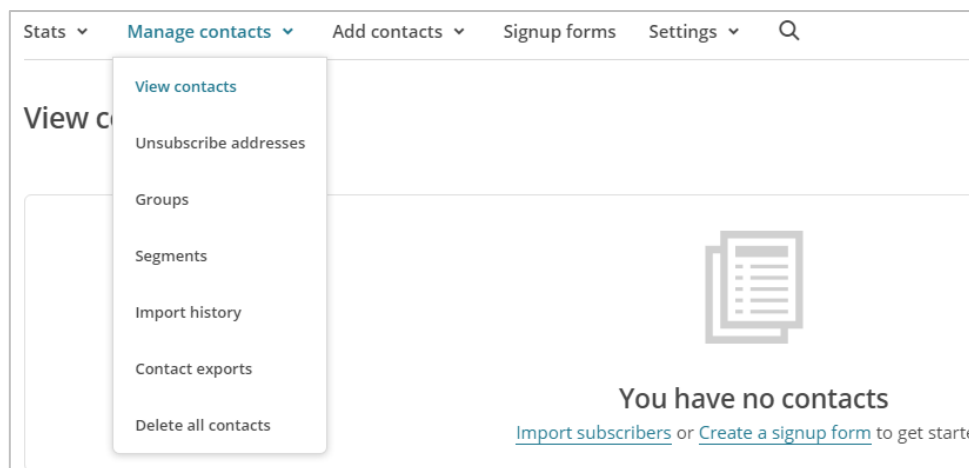 Stats Manage contacts Add contacts Signup forms Settings
View contacts
View c
Unsubscribe addresses
Groups
Segments
Import history
Contact exports
Delete all contacts
You have no contacts
Import subscribers or Create a signup form to get starte